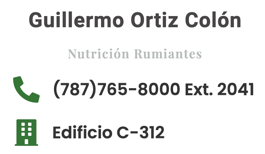 Guillermo Ortiz Colón
Nutrición Rumiantes
(787)765-8000 Ext. 2041
Edificio C-312